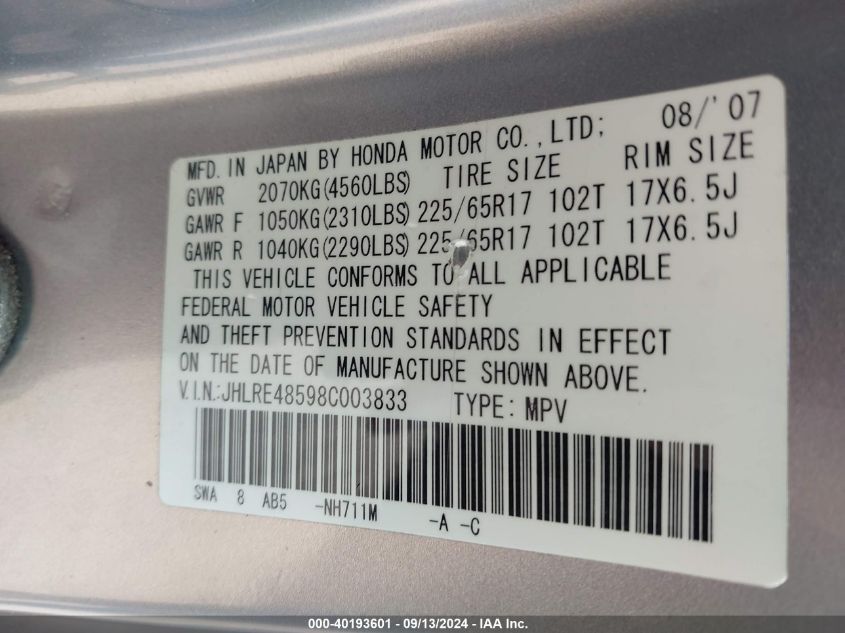 MFD. IN JAPAN BY HONDA MOTOR CO.,LTD; 08/'07
GVWR 2070KG(4560LBS) TIRE SIZE RIM SIZE
GAWR F 1050KG(2310LBS) 225/65R17 102T 17X6.5J
GAWR R 1040KG(2290LBS) 225/65R17 102T 17X6.5J
THIS VEHICLE CONFORMS TO ALL APPLICABLE
FEDERAL MOTOR VEHICLE SAFETY
AND THEFT PREVENTION STANDARDS IN EFFECT
ON THE DATE OF MANUFACTURE SHOWN ABOVE.
V.I.N.:JHLRE48598C003833 TYPE: MPV
SWA 8 AB5 -NH711M -A -C
000-40193601 - 09/13/2024 - IAA Inc.